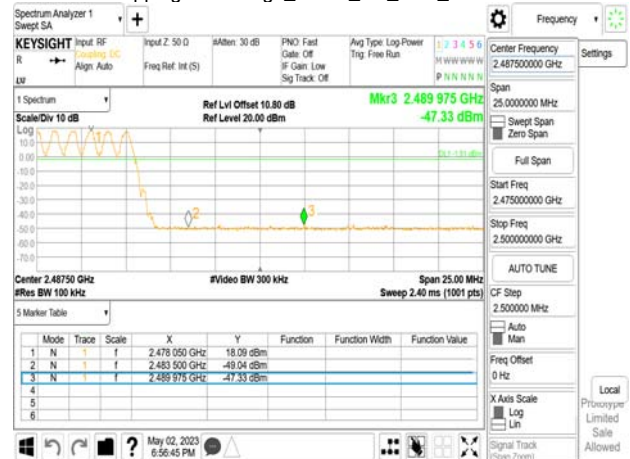 Spectrum Analyzer 1
Swept SA
Frequency
KEYSIGHT
Input: RF
Coupling: DC
Align: Auto
Input Z: 50 Ω
Freq Ref: Int (S)
#Atten: 30 dB
PNO: Fast
Gate: Off
IF Gain: Low
Sig Track: Off
Avg Type: Log-Power
Trig: Free Run
1 2 3 4 5 6
M W W W W W
P N N N N N
R
LV
Center Frequency
2.487500000 GHz
Settings
Span
25.0000000 MHz
Swept Span
Zero Span
Full Span
Start Freq
2.475000000 GHz
Stop Freq
2.500000000 GHz
AUTO TUNE
CF Step
2.500000 MHz
Auto
Man
Freq Offset
0 Hz
X Axis Scale
Log
Lin
Signal Track
(Span Zoom)
Local
Prototype
Limited
Sale
Allowed
1 Spectrum
Scale/Div 10 dB
Ref Lvl Offset 10.80 dB
Ref Level 20.00 dBm
Mkr3 2.489 975 GHz
-47.33 dBm
Log
10.0
0.00
-10.0
-20.0
-30.0
-40.0
-50.0
-60.0
-70.0
1
2
3
Center 2.48750 GHz
#Res BW 100 kHz
#Video BW 300 kHz
Span 25.00 MHz
Sweep 2.40 ms (1001 pts)
5 Marker Table
Mode Trace Scale X Y Function Function Width Function Value
1 N 1 f 2.478 050 GHz 18.09 dBm
2 N 1 f 2.483 500 GHz -49.04 dBm
3 N 1 f 2.489 975 GHz -47.33 dBm
4
5
6
May 02, 2023
6:56:45 PM